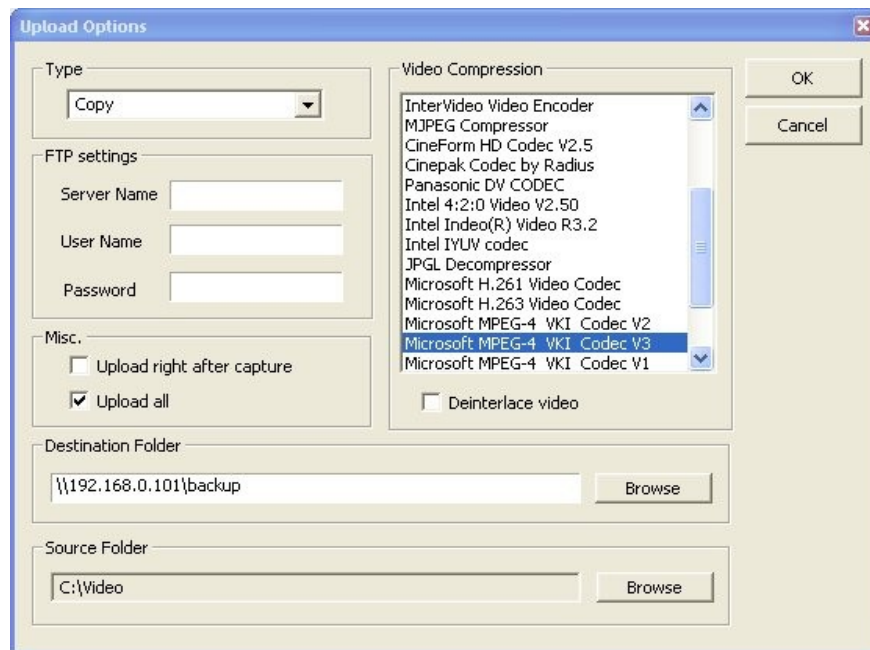 Upload Options
Type
Copy
FTP settings
Server Name
User Name
Password
Misc.
Upload right after capture
Upload all
Video Compression
InterVideo Video Encoder
MJPEG Compressor
CineForm HD Codec V2.5
Cinepak Codec by Radius
Panasonic DV CODEC
Intel 4:2:0 Video V2.50
Intel Indeo(R) Video R3.2
Intel IYUV codec
JPGL Decompressor
Microsoft H.261 Video Codec
Microsoft H.263 Video Codec
Microsoft MPEG-4 VKI Codec V2
Microsoft MPEG-4 VKI Codec V3
Microsoft MPEG-4 VKI Codec V1
Deinterlace video
OK
Cancel
Destination Folder
\\192.168.0.101\backup
Browse
Source Folder
C:\Video
Browse